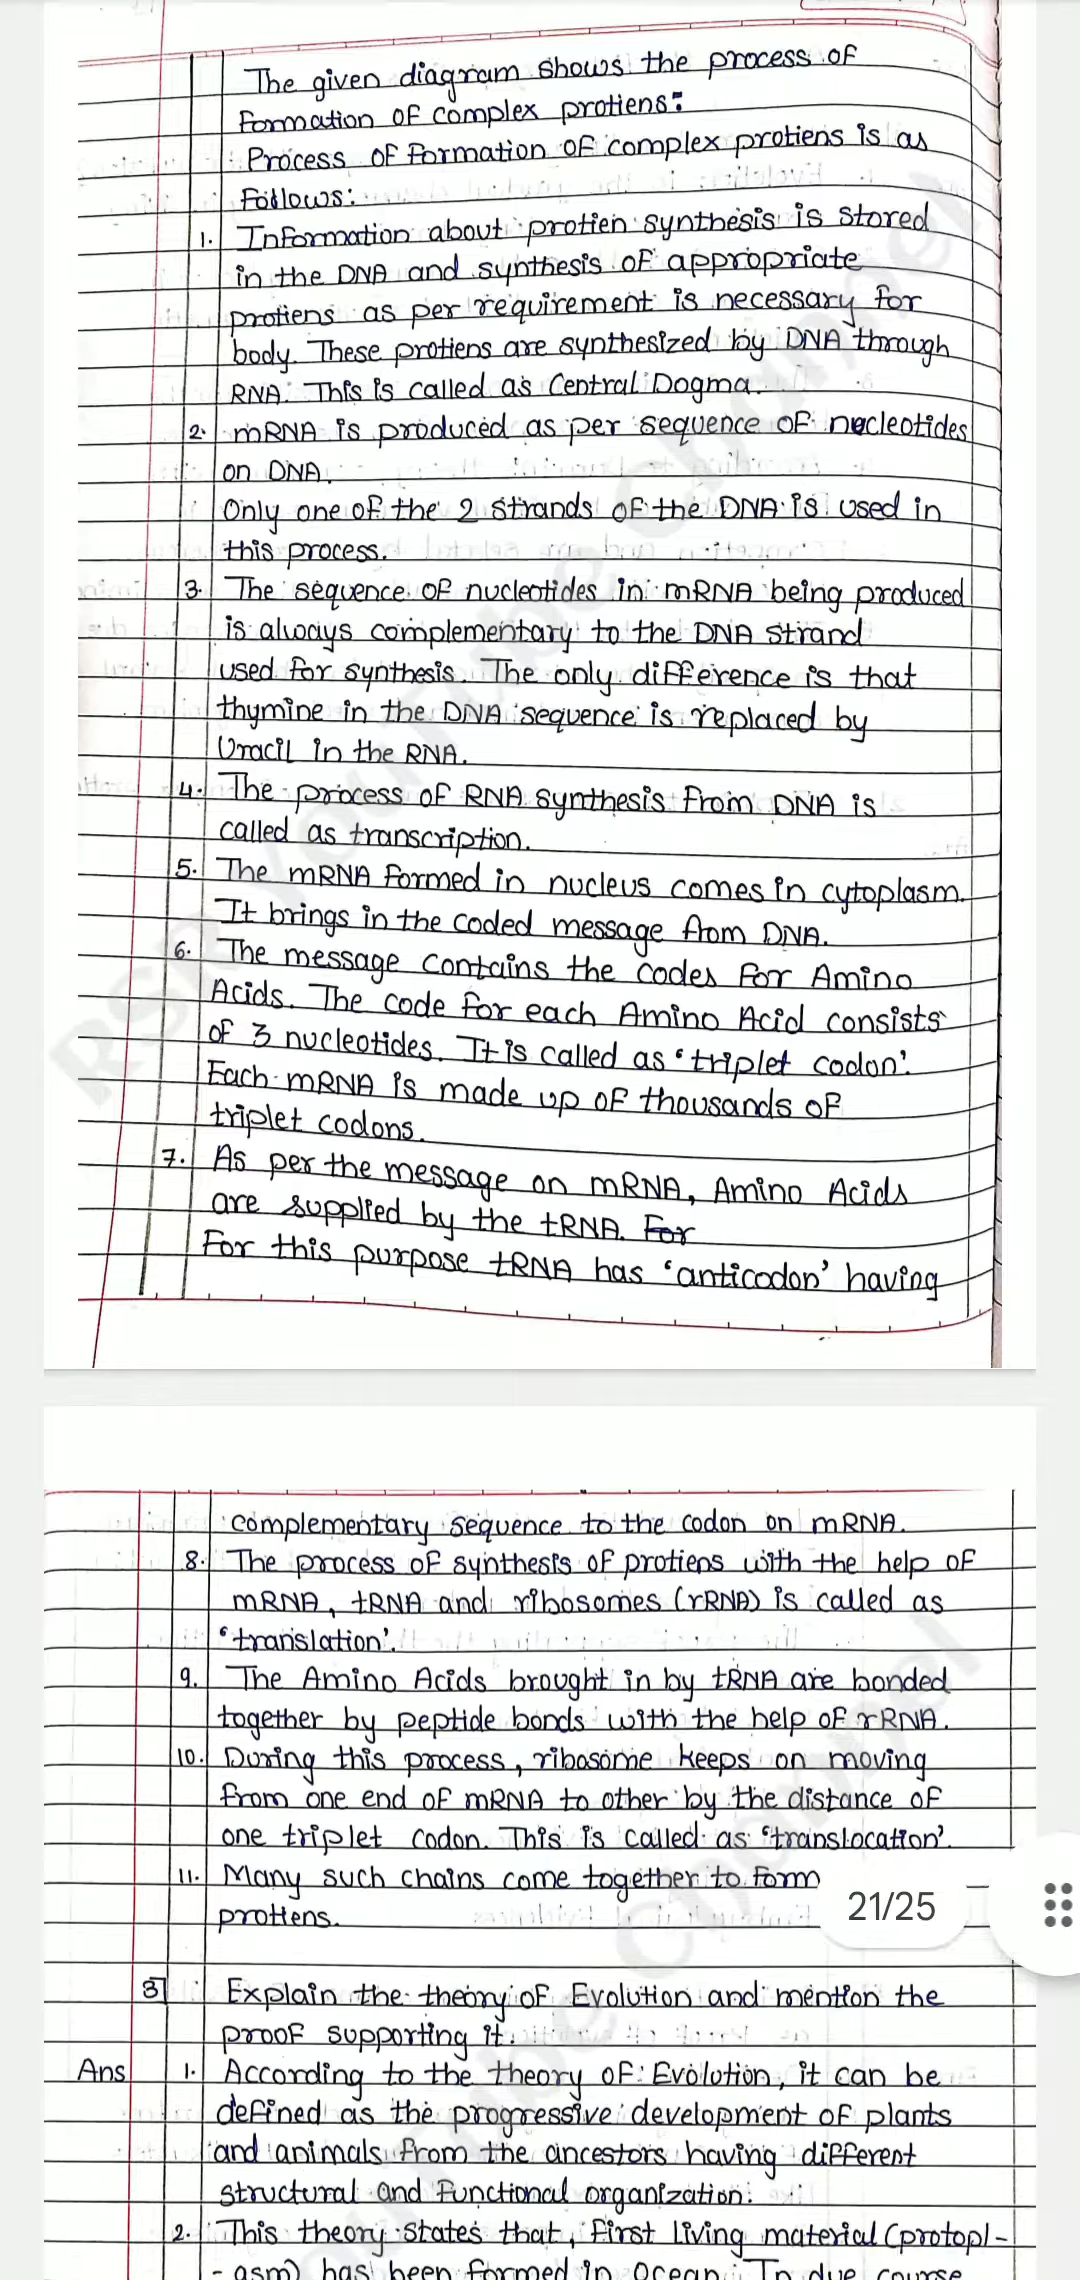 The given diagram shows the process of
formation of complex protiens:
Process of formation of complex protiens is as
follows:
1. Information about protien synthesis is stored
in the DNA and synthesis of appropriate
protiens as per requirement is necessary for
body. These protiens are synthesized by DNA through
RNA. This is called as Central Dogma.
2. mRNA is produced as per sequence of nucleotides
on DNA.
Only one of the 2 strands of the DNA is used in
this process.
3. The sequence of nucleotides in mRNA being produced
is always complementary to the DNA strand
used for synthesis. The only difference is that
thymine in the DNA sequence is replaced by
Uracil in the RNA.
4. The process of RNA synthesis from DNA is
called as transcription.
5. The mRNA formed in nucleus comes in cytoplasm.
It brings in the coded message from DNA.
6. The message contains the codes for Amino
Acids. The code for each Amino Acid consists
of 3 nucleotides. It is called as 'triplet codon'.
Each mRNA is made up of thousands of
triplet codons.
7. As per the message on mRNA, Amino Acids
are supplied by the tRNA. For
For this purpose tRNA has 'anticodon' having
complementary sequence to the codon on mRNA.
8. The process of synthesis of protiens with the help of
mRNA, tRNA and ribosomes (rRNA) is called as
'translation'.
9. The Amino Acids brought in by tRNA are bonded
together by peptide bonds with the help of rRNA.
10. During this process, ribosome keeps on moving
from one end of mRNA to other by the distance of
one triplet codon. This is called as 'translocation'.
11. Many such chains come together to form
protiens.
21/25
3] Explain the theory of Evolution and mention the
proof supporting it.
Ans 1. According to the theory of Evolution, it can be
defined as the progressive development of plants
and animals from the ancestors having different
structural and functional organization.
2. This theory states that, first living material (protopl-
-asm) has been formed in ocean. In due course
RSR YouTube Channel